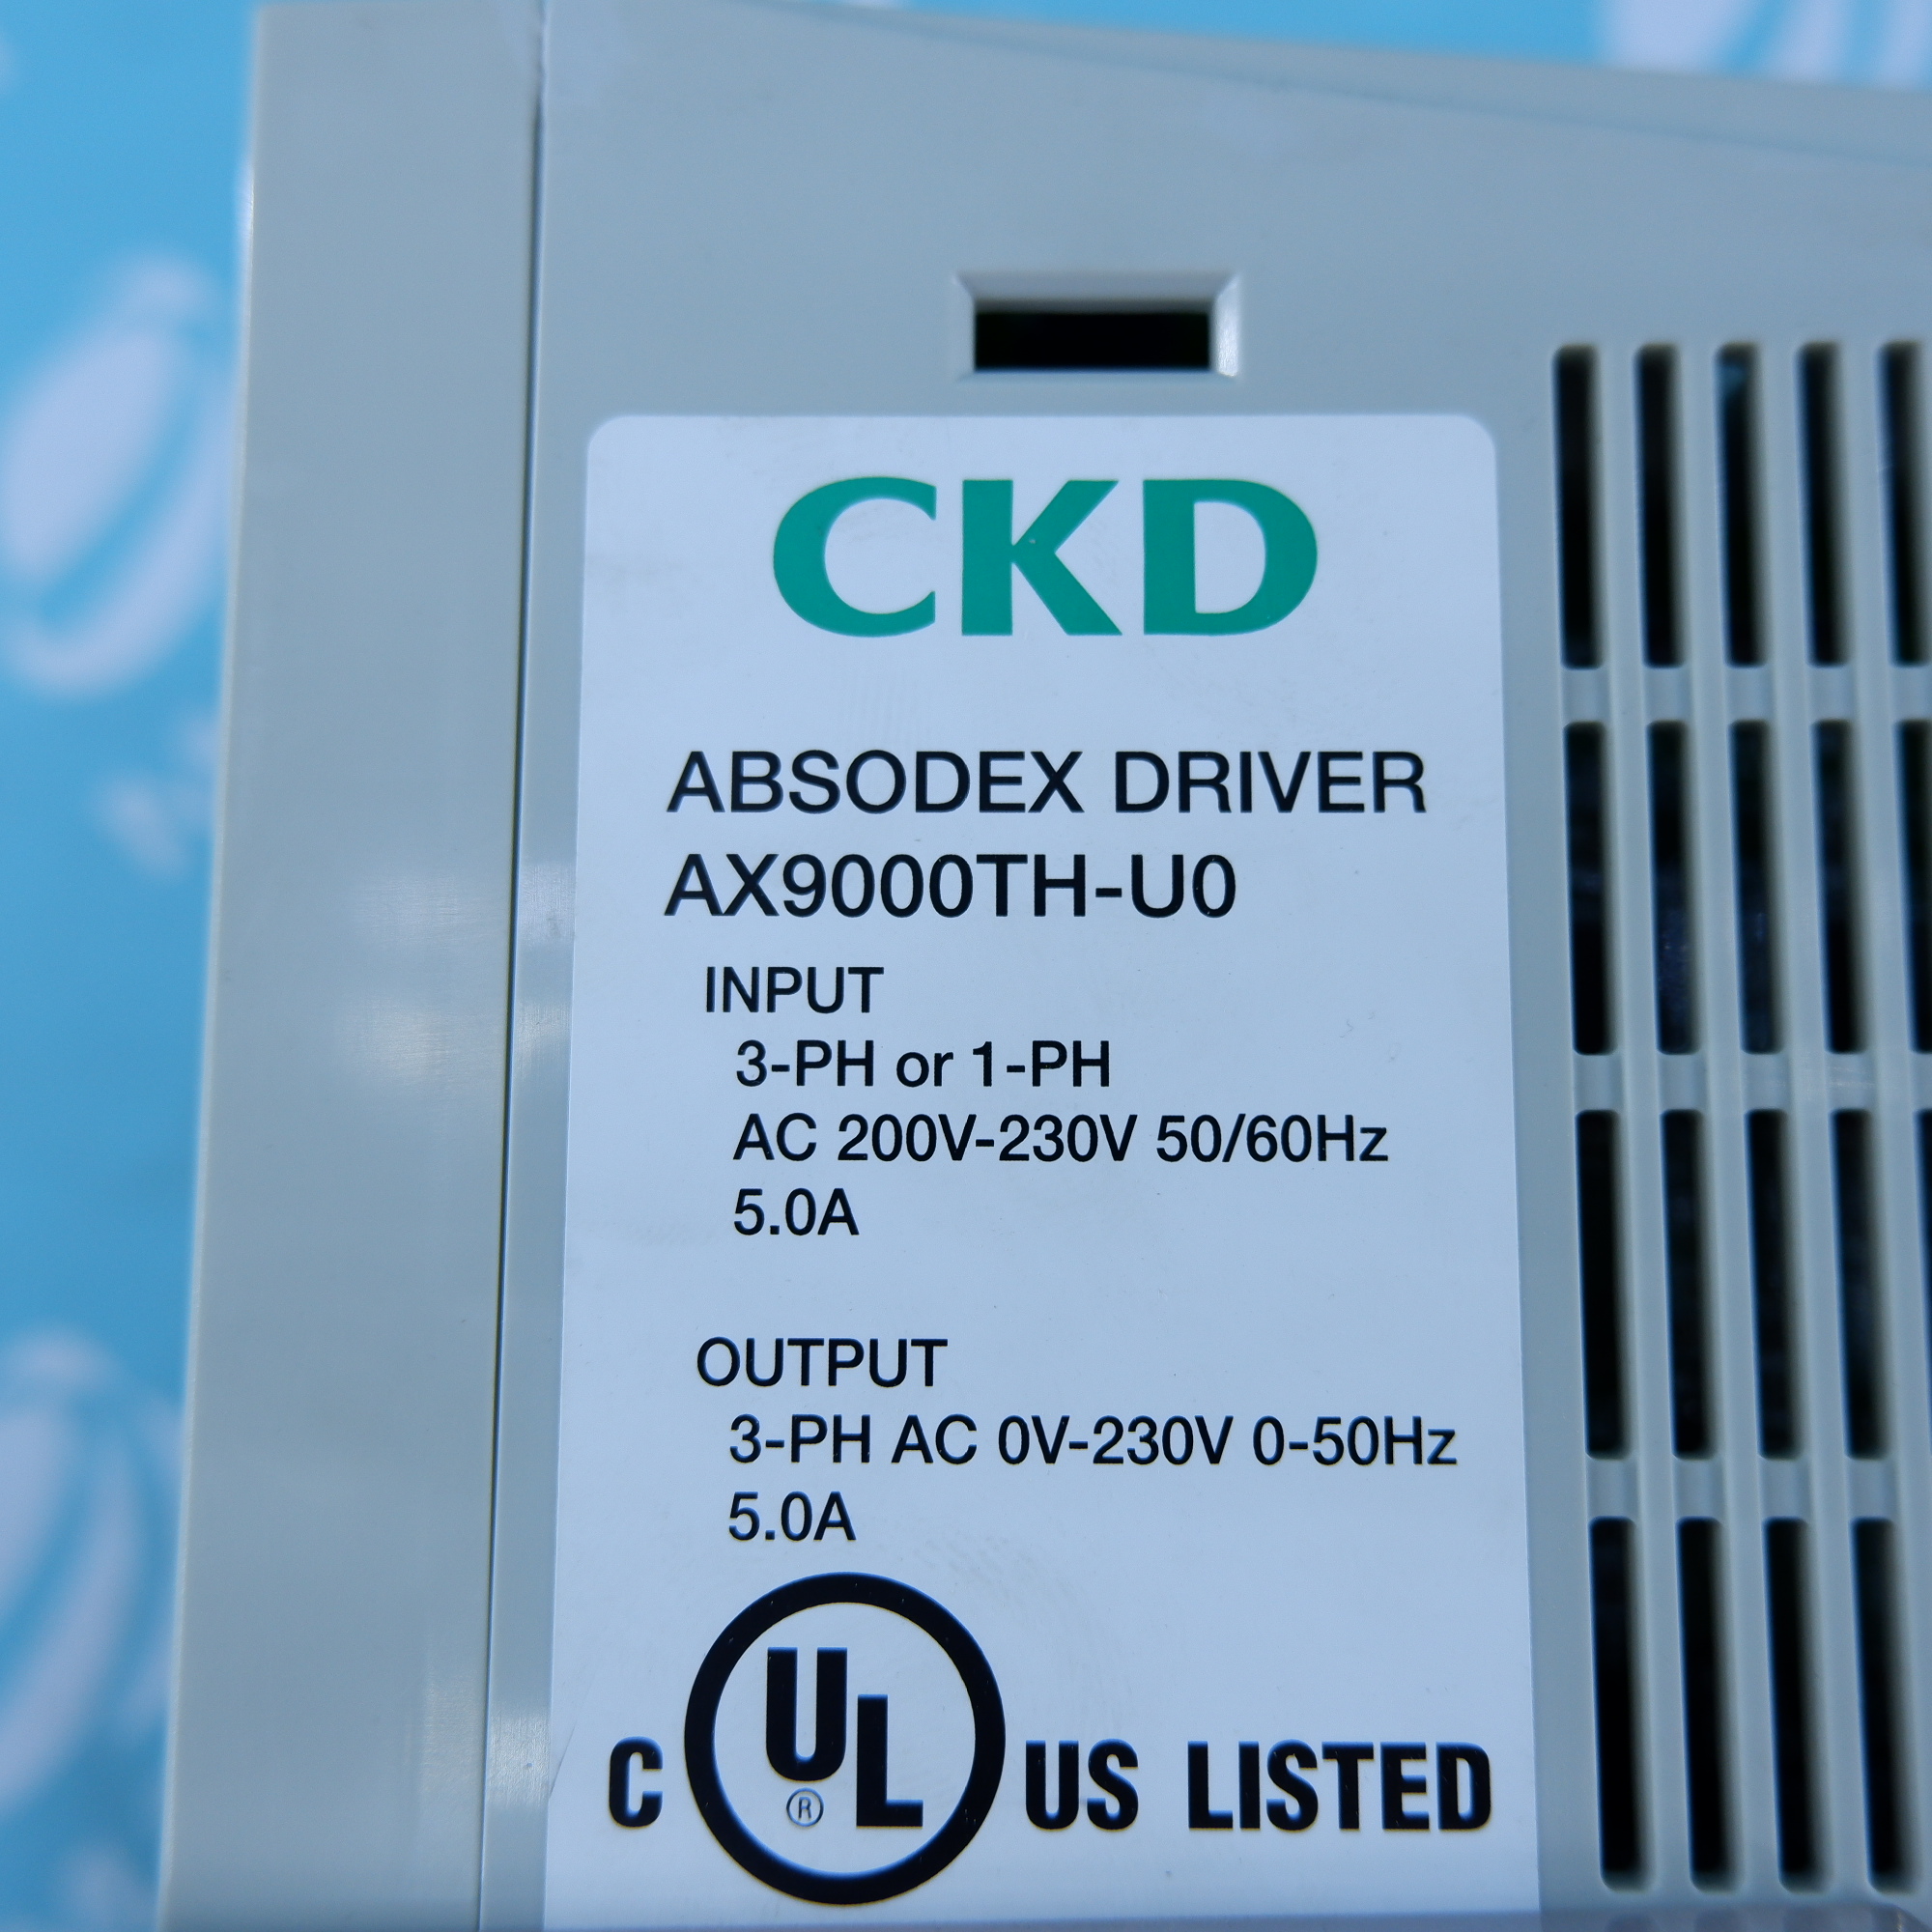 CKD
ABSODEX DRIVER
AX9000TH-U0
INPUT
3-PH or 1-PH
AC 200V-230V 50/60Hz
5.0A
OUTPUT
3-PH AC 0V-230V 0-50Hz
5.0A
C UL ® US LISTED